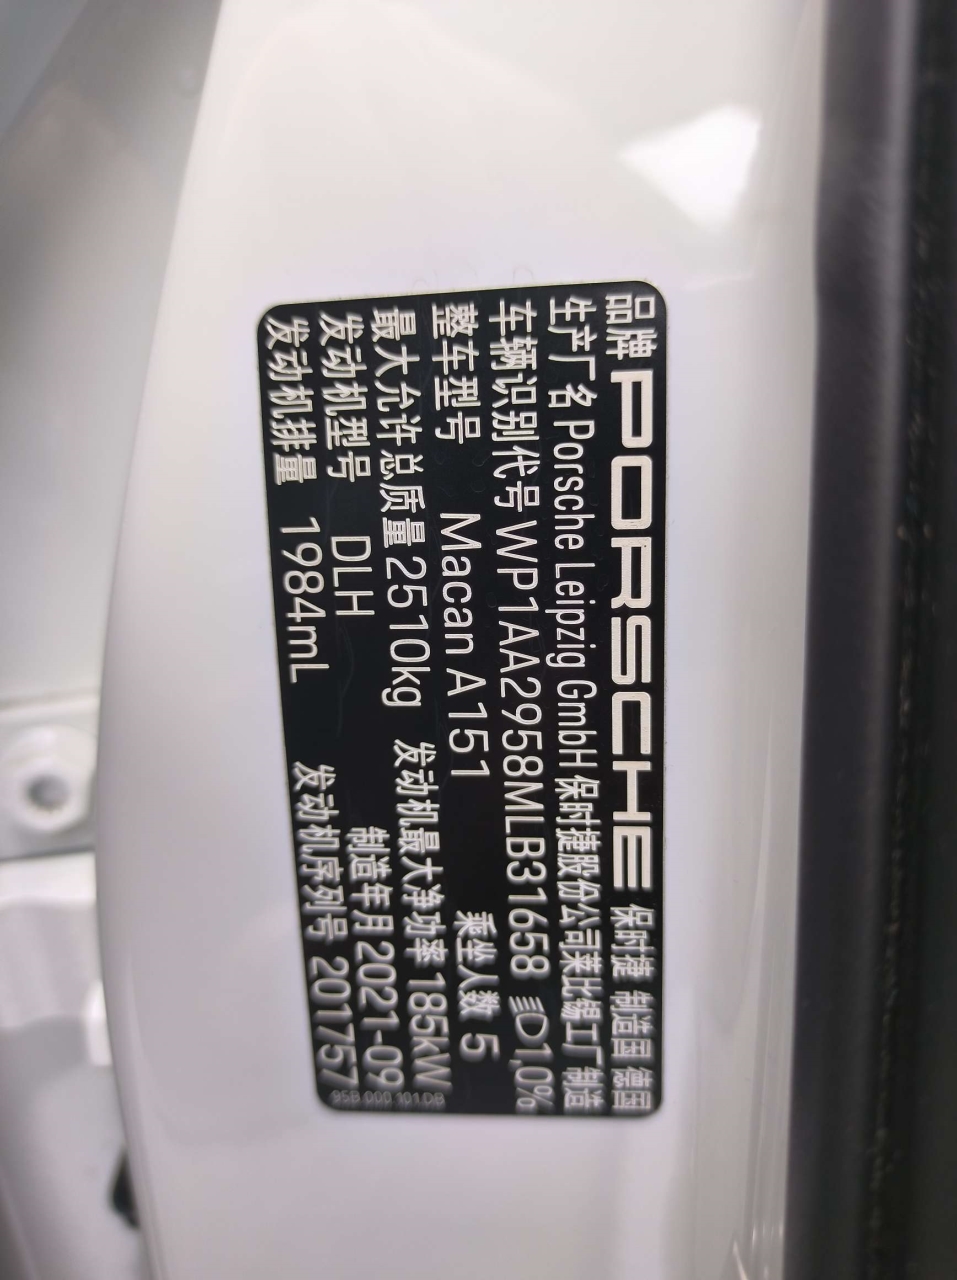 品牌 PORSCHE 保时捷 制造国 德国
生产厂名 Porsche Leipzig GmbH 保时捷股份公司莱比锡工厂 制造
车辆识别代号 WP1AA2958MLB31658 1,0%
整车型号 Macan A151 乘坐人数 5
最大允许总质量 2510kg 发动机最大净功率 185kW
发动机型号 DLH 制造年月 2021-09
发动机排量 1984mL 发动机序列号 201757
95B 000 101 DB